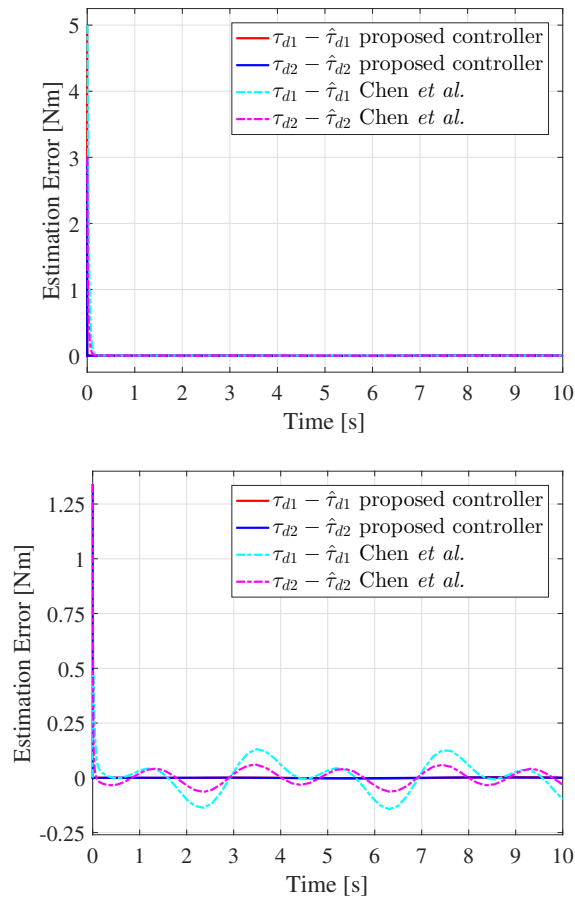 5
4
3
2
1
0
Estimation Error [Nm]
τd1 − τ̂d1 proposed controller
τd2 − τ̂d2 proposed controller
τd1 − τ̂d1 Chen et al.
τd2 − τ̂d2 Chen et al.
0 1 2 3 4 5 6 7 8 9 10
Time [s]
1.25
1
0.75
0.5
0.25
0
-0.25
Estimation Error [Nm]
τd1 − τ̂d1 proposed controller
τd2 − τ̂d2 proposed controller
τd1 − τ̂d1 Chen et al.
τd2 − τ̂d2 Chen et al.
0 1 2 3 4 5 6 7 8 9 10
Time [s]